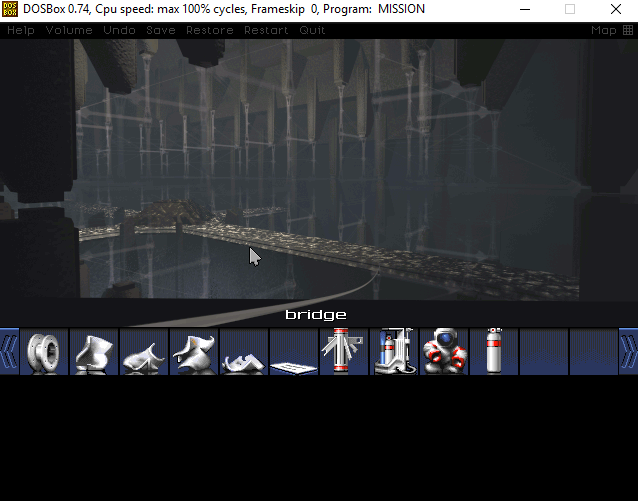 DOSBox 0.74, Cpu speed: max 100% cycles, Frameskip 0, Program: MISSION
Help Volume Undo Save Restore Restart Quit Map
bridge